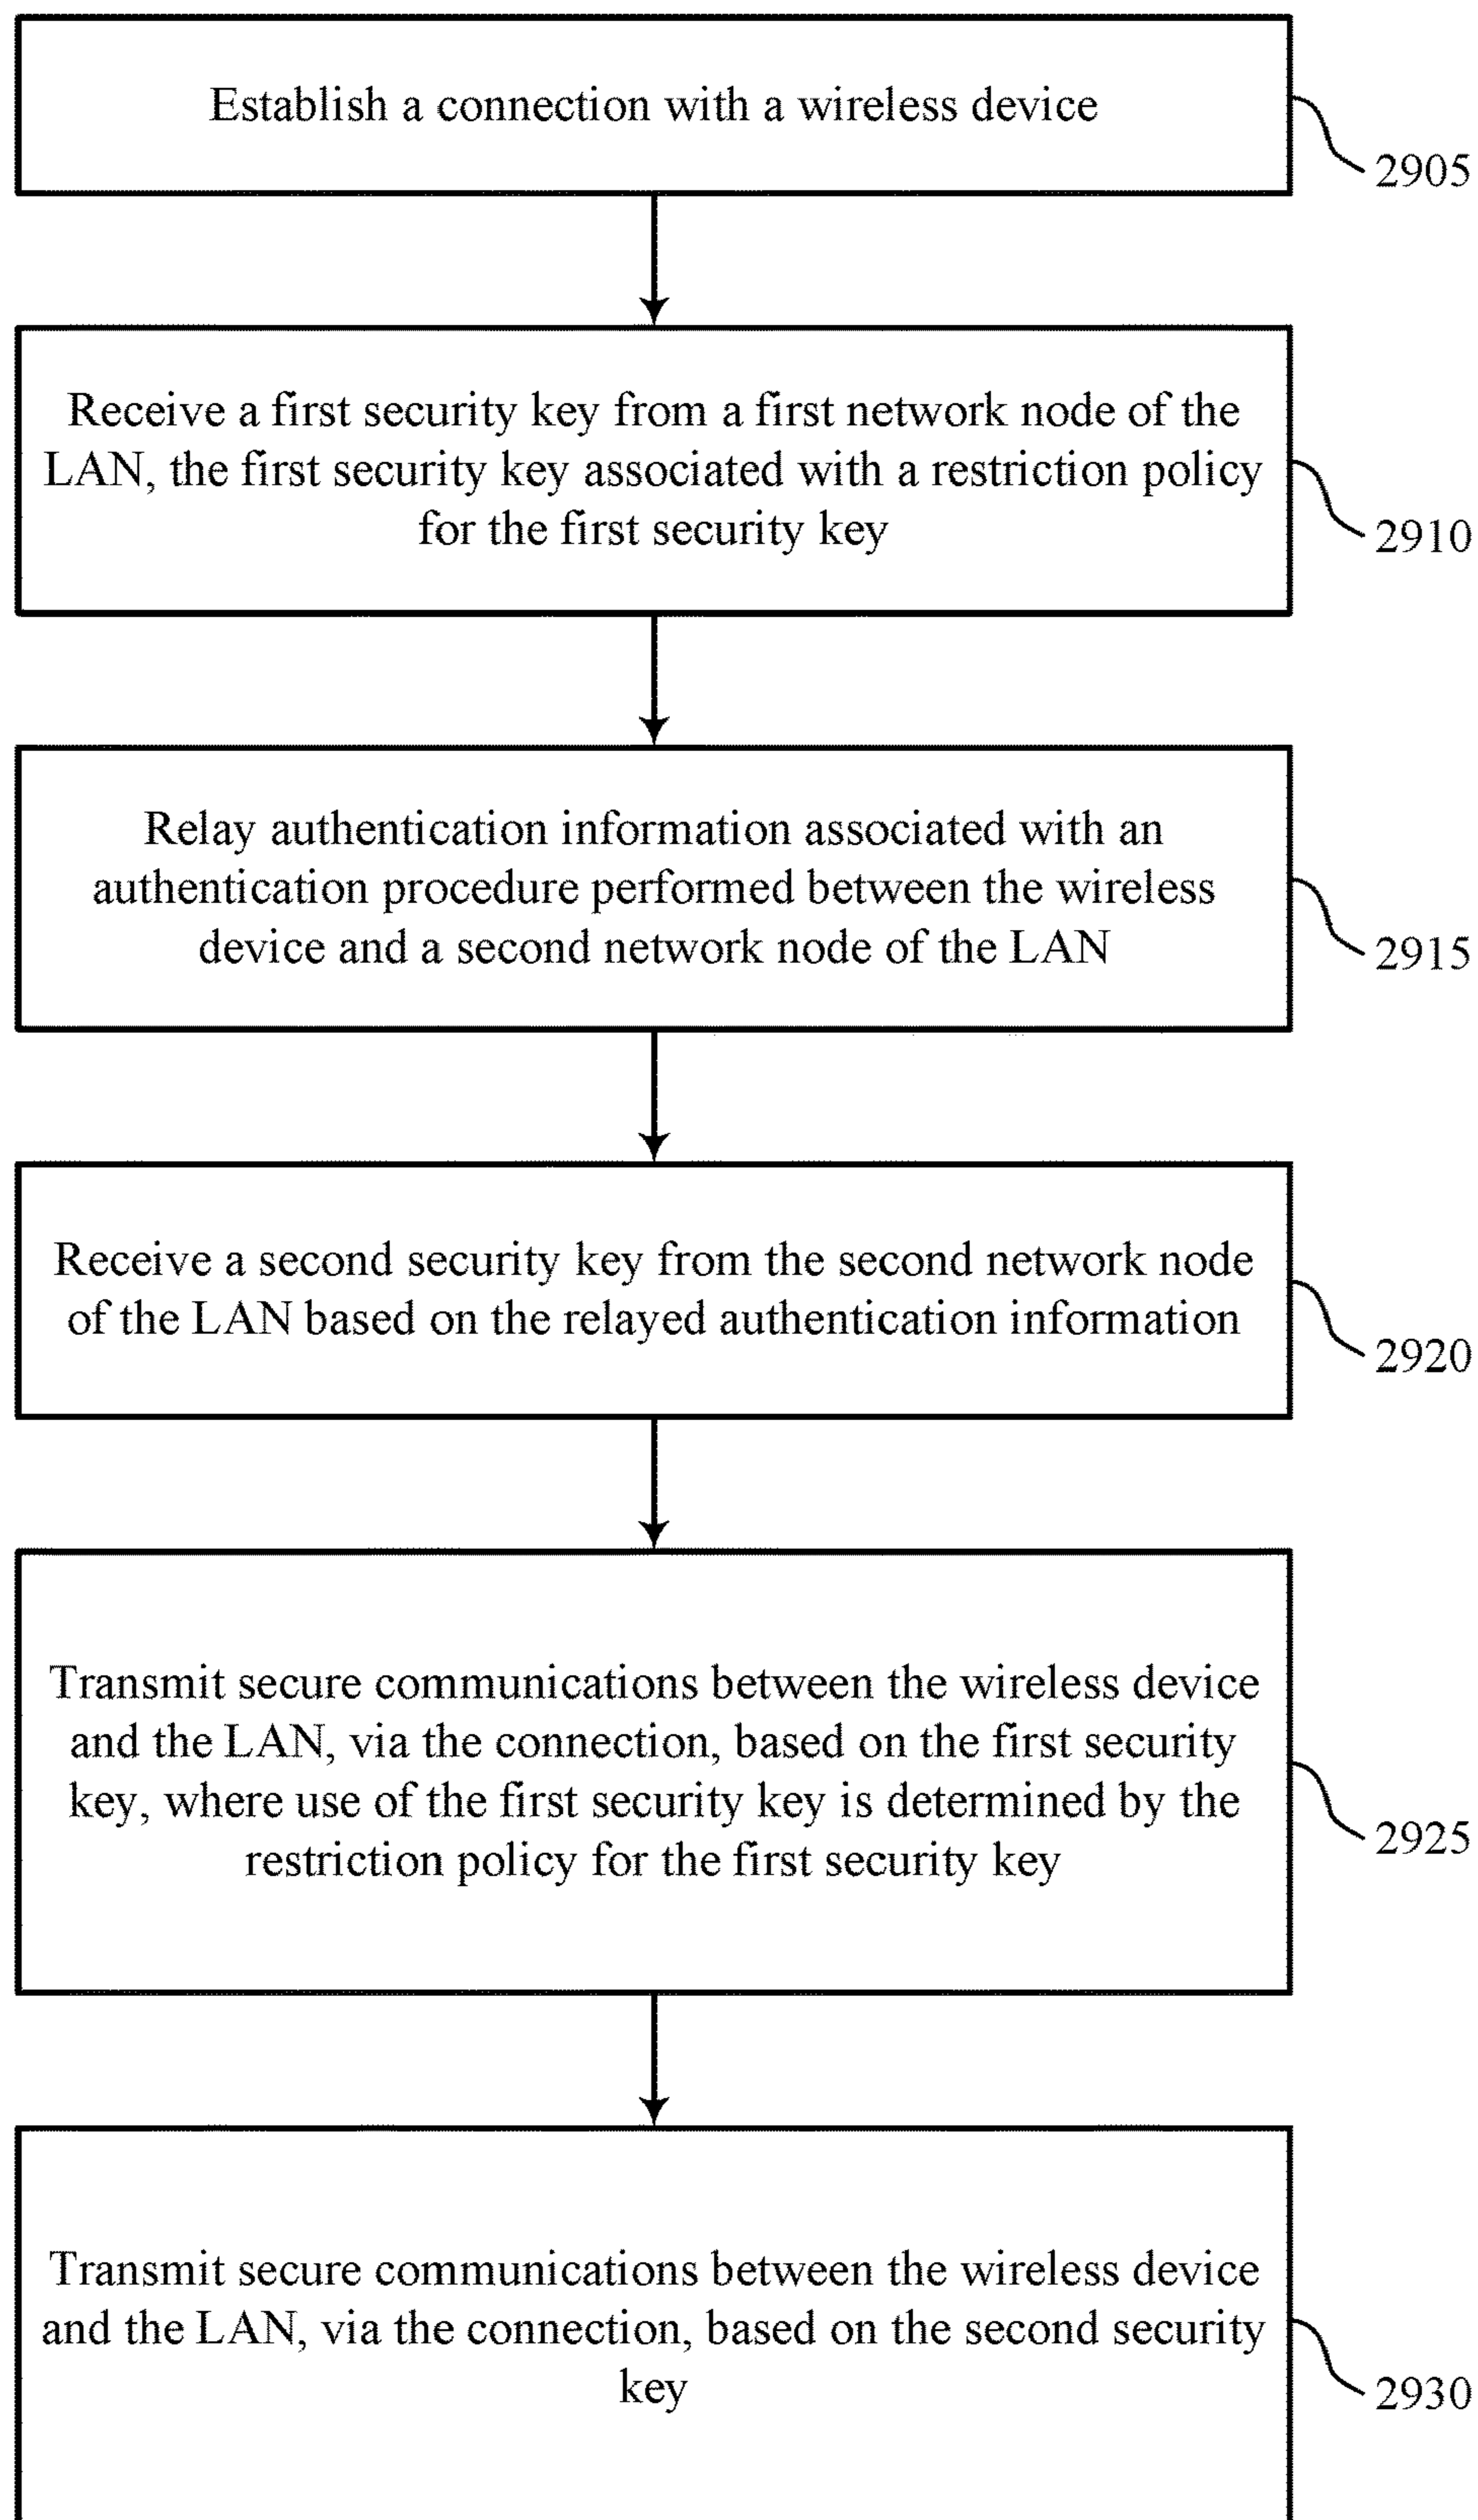 Establish a connection with a wireless device
2905
Receive a first security key from a first network node of the
LAN, the first security key associated with a restriction policy
for the first security key
2910
Relay authentication information associated with an
authentication procedure performed between the wireless
device and a second network node of the LAN
2915
Receive a second security key from the second network node
of the LAN based on the relayed authentication information
2920
Transmit secure communications between the wireless device
and the LAN, via the connection, based on the first security
key, where use of the first security key is determined by the
restriction policy for the first security key
2925
Transmit secure communications between the wireless device
and the LAN, via the connection, based on the second security
key
2930